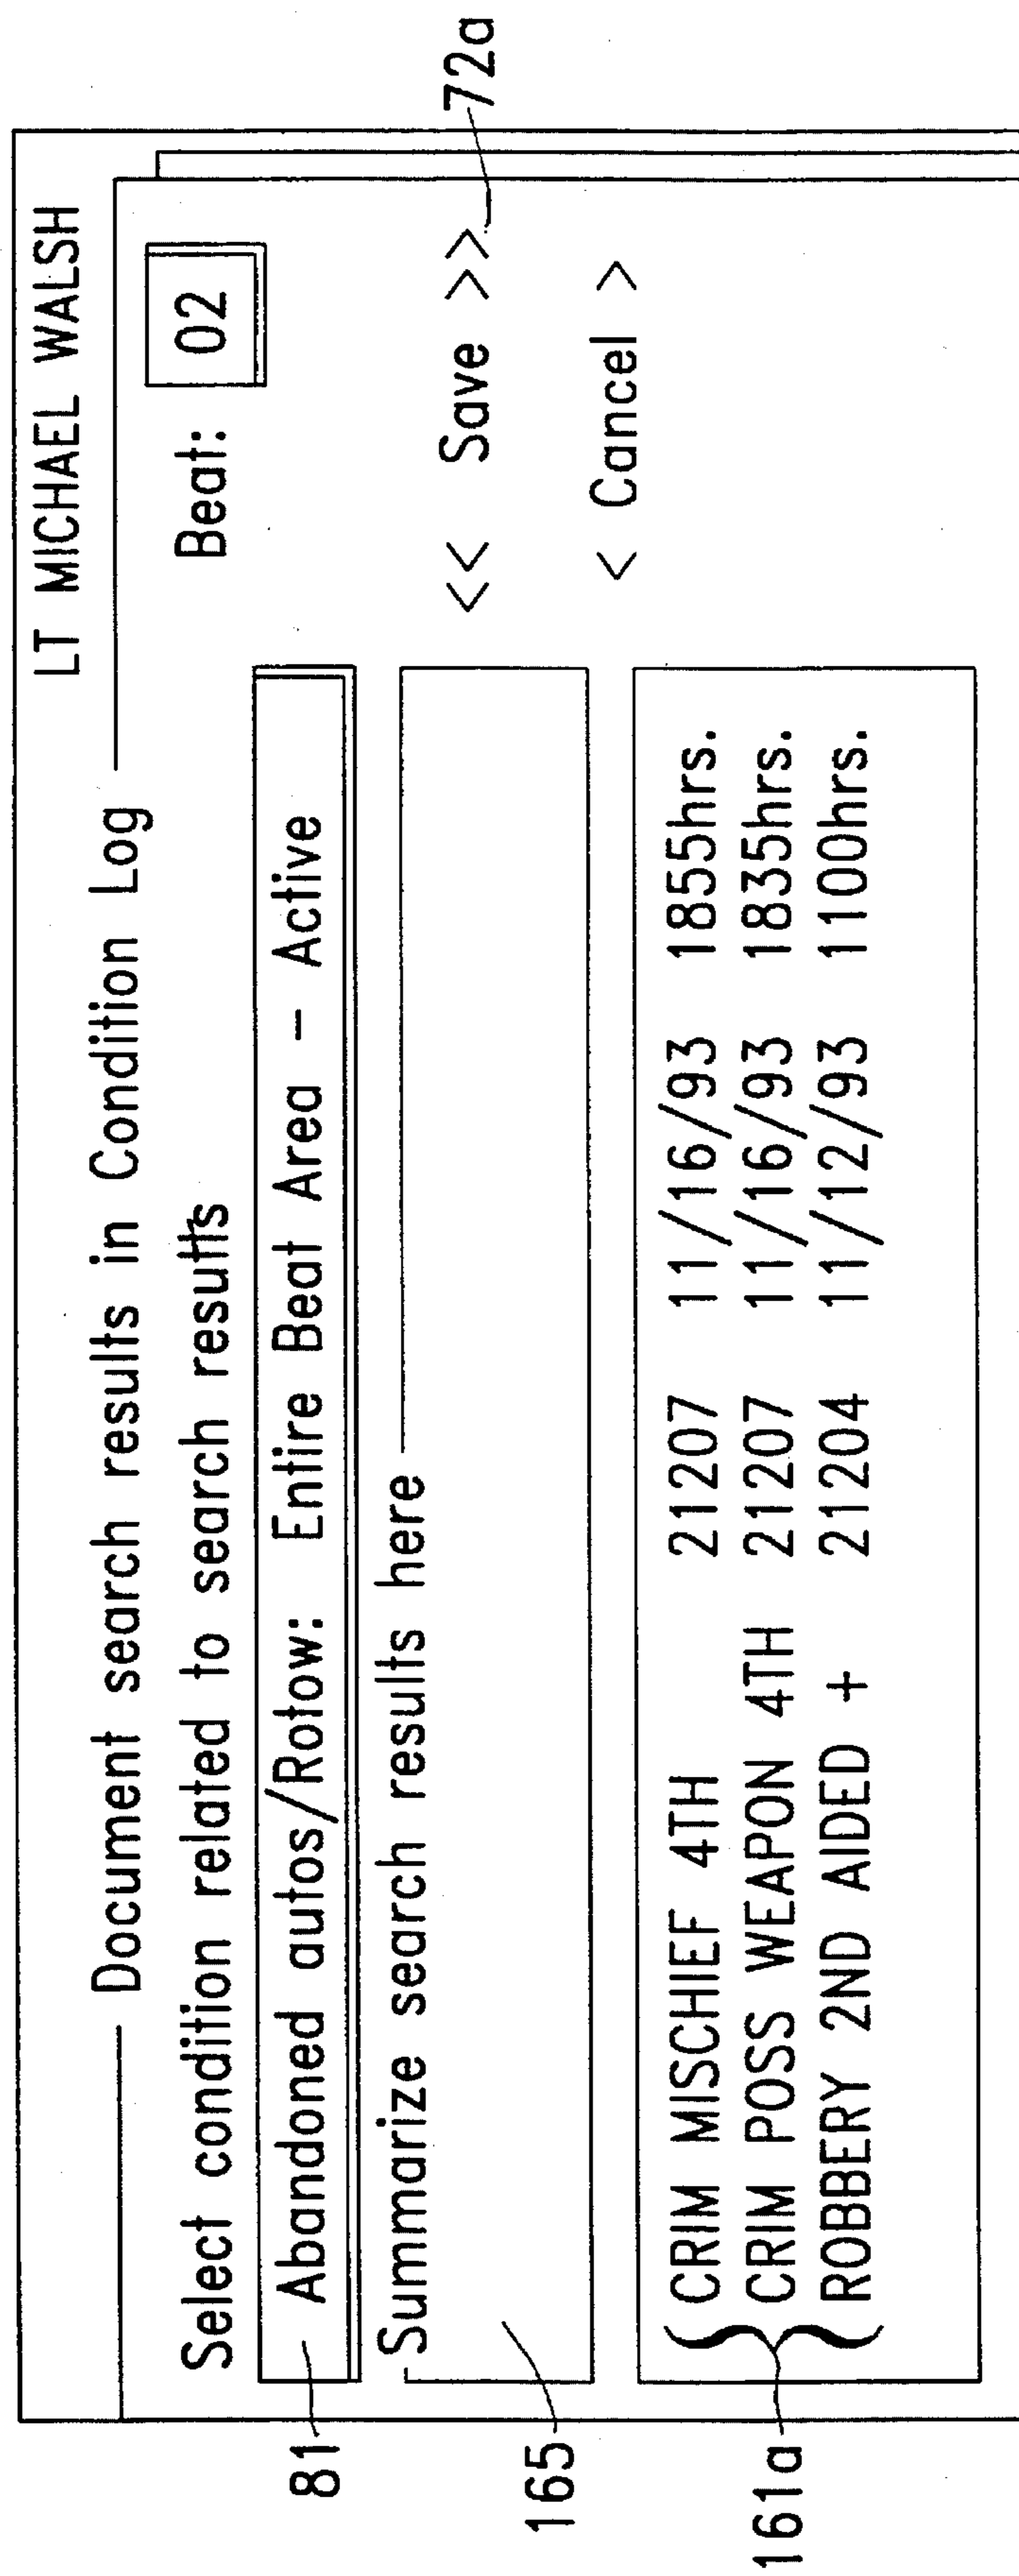 LT MICHAEL WALSH
Document search results in Condition Log
Select condition related to search results
Beat: 02
81
Abandoned autos/Rotow: Entire Beat Area - Active
Summarize search results here
<< Save >>
72a
165
< Cancel >
161a
CRIM MISCHIEF 4TH 21207 11/16/93 1855hrs.
CRIM POSS WEAPON 4TH 21207 11/16/93 1835hrs.
ROBBERY 2ND AIDED + 21204 11/12/93 1100hrs.